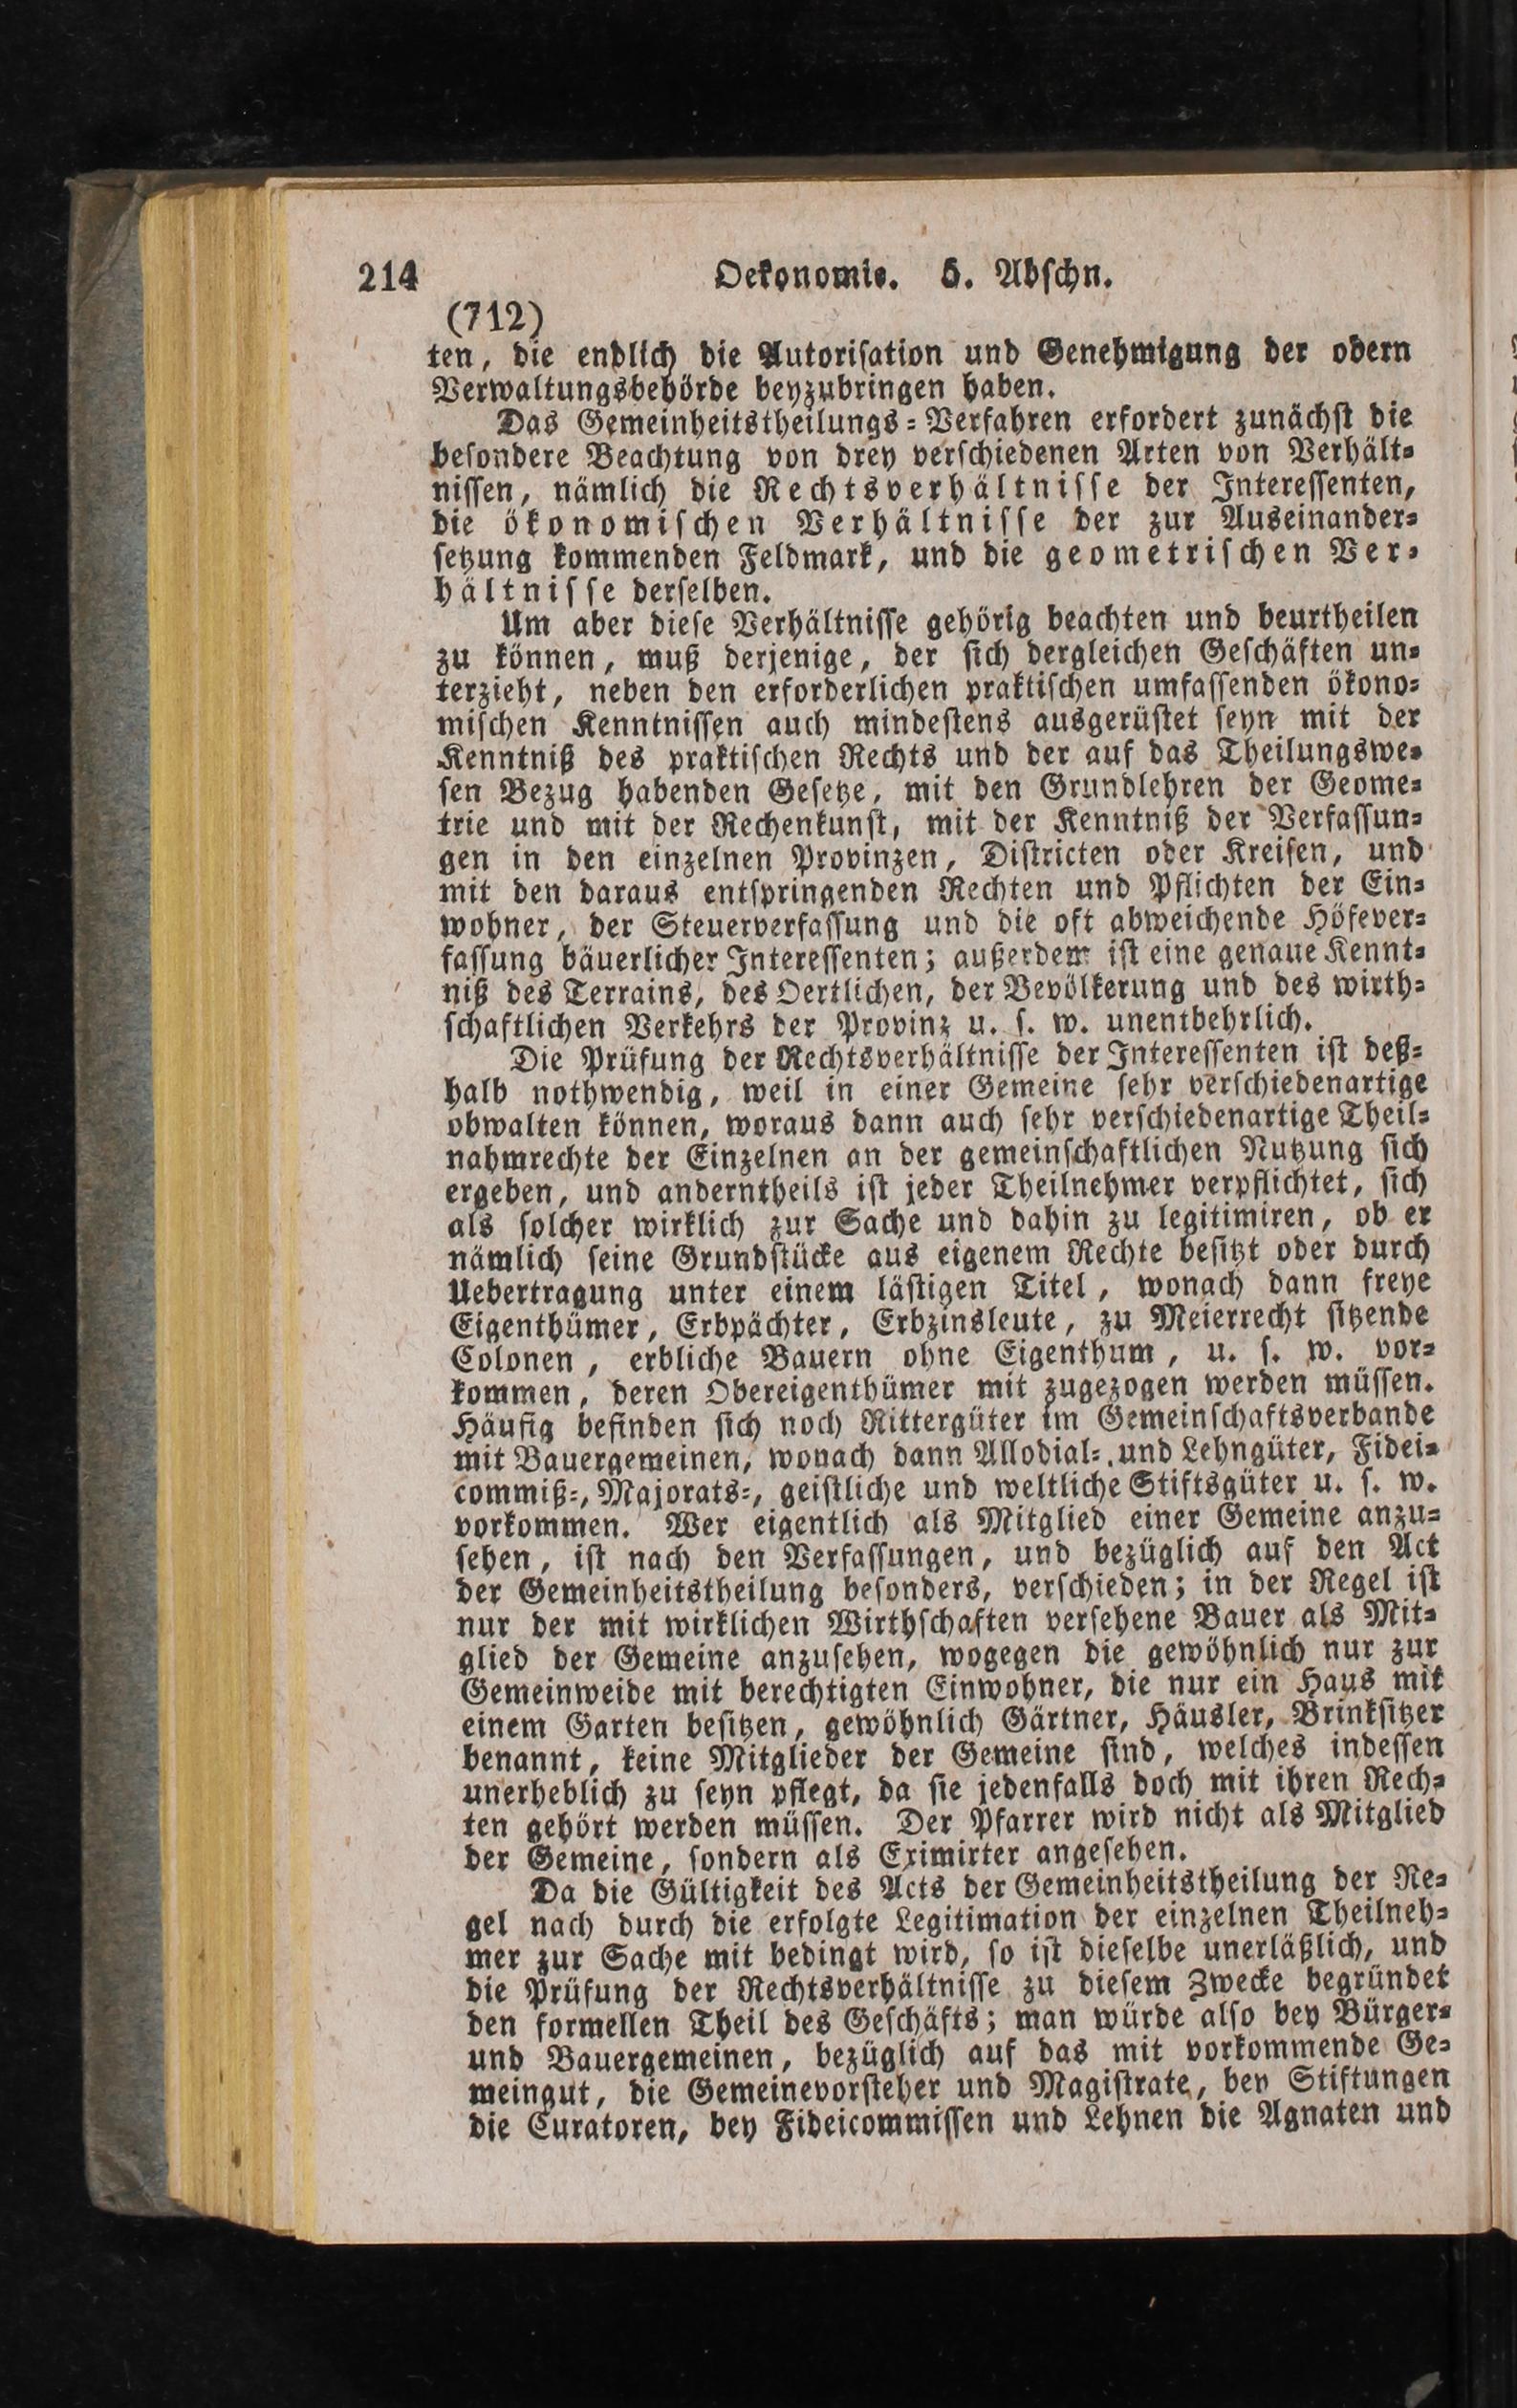 214 Oekonomie. 5. Abschn.
(712)
ten, die endlich die Autorisation und Genehmigung der obern
Verwaltungsbehörde beyzubringen haben.
Das Gemeinheitstheilungs-Verfahren erfordert zunächst die
besondere Beachtung von drey verschiedenen Arten von Verhält-
nissen, nämlich die Rechtsverhältnisse der Interessenten,
die ökonomischen Verhältnisse der zur Auseinander-
setzung kommenden Feldmark, und die geometrischen Ver-
hältnisse derselben.
Um aber diese Verhältnisse gehörig beachten und beurtheilen
zu können, muß derjenige, der sich dergleichen Geschäften un-
terzieht, neben den erforderlichen praktischen umfassenden ökono-
mischen Kenntnissen auch mindestens ausgerüstet seyn mit der
Kenntniß des praktischen Rechts und der auf das Theilungswe-
sen Bezug habenden Gesetze, mit den Grundlehren der Geome-
trie und mit der Rechenkunst, mit der Kenntniß der Verfassun-
gen in den einzelnen Provinzen, Districten oder Kreisen, und
mit den daraus entspringenden Rechten und Pflichten der Ein-
wohner, der Steuerverfassung und die oft abweichende Höfever-
fassung bäuerlicher Interessenten; außerdem ist eine genaue Kennt-
niß des Terrains, des Oertlichen, der Bevölkerung und des wirth-
schaftlichen Verkehrs der Provinz u. s. w. unentbehrlich.
Die Prüfung der Rechtsverhältnisse der Interessenten ist deß-
halb nothwendig, weil in einer Gemeine sehr verschiedenartige
obwalten können, woraus dann auch sehr verschiedenartige Theil-
nahmrechte der Einzelnen an der gemeinschaftlichen Nutzung sich
ergeben, und anderntheils ist jeder Theilnehmer verpflichtet, sich
als solcher wirklich zur Sache und dahin zu legitimiren, ob er
nämlich seine Grundstücke aus eigenem Rechte besitzt oder durch
Uebertragung unter einem lästigen Titel, wonach dann freye
Eigenthümer, Erbpächter, Erbzinsleute, zu Meierrecht sitzende
Colonen, erbliche Bauern ohne Eigenthum, u. s. w. vor-
kommen, deren Obereigenthümer mit zugezogen werden müssen.
Häufig befinden sich noch Rittergüter im Gemeinschaftsverbande
mit Bauergemeinen, wonach dann Allodial- und Lehngüter, Fidei-
commiß-, Majorats-, geistliche und weltliche Stiftsgüter u. s. w.
vorkommen. Wer eigentlich als Mitglied einer Gemeine anzu-
sehen, ist nach den Verfassungen, und bezüglich auf den Act
der Gemeinheitstheilung besonders, verschieden; in der Regel ist
nur der mit wirklichen Wirthschaften versehene Bauer als Mit-
glied der Gemeine anzusehen, wogegen die gewöhnlich nur zur
Gemeinweide mit berechtigten Einwohner, die nur ein Haus mit
einem Garten besitzen, gewöhnlich Gärtner, Häusler, Brinksitzer
benannt, keine Mitglieder der Gemeine sind, welches indessen
unerheblich zu seyn pflegt, da sie jedenfalls doch mit ihren Rech-
ten gehört werden müssen. Der Pfarrer wird nicht als Mitglied
der Gemeine, sondern als Eximirter angesehen.
Da die Gültigkeit des Acts der Gemeinheitstheilung der Re-
gel nach durch die erfolgte Legitimation der einzelnen Theilneh-
mer zur Sache mit bedingt wird, so ist dieselbe unerläßlich, und
die Prüfung der Rechtsverhältnisse zu diesem Zwecke begründet
den formellen Theil des Geschäfts; man würde also bey Bürger-
und Bauergemeinen, bezüglich auf das mit vorkommende Ge-
meingut, die Gemeinevorsteher und Magistrate, bey Stiftungen
die Curatoren, bey Fideicommissen und Lehnen die Agnaten und